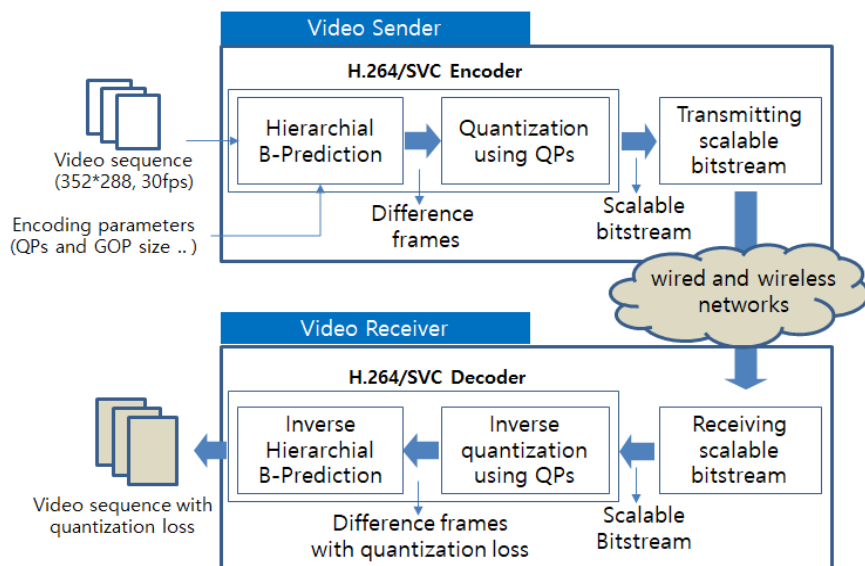 Video Sender
H.264/SVC Encoder
Hierarchial
B-Prediction
Quantization
using QPs
Transmitting
scalable
bitstream
Video sequence
(352*288, 30fps)
Encoding parameters
(QPs and GOP size .. )
Difference
frames
Scalable
bitstream
wired and wireless
networks
Video Receiver
H.264/SVC Decoder
Inverse
Hierarchial
B-Prediction
Inverse
quantization
using QPs
Receiving
scalable
bitstream
Video sequence with
quantization loss
Difference frames
with quantization loss
Scalable
Bitstream